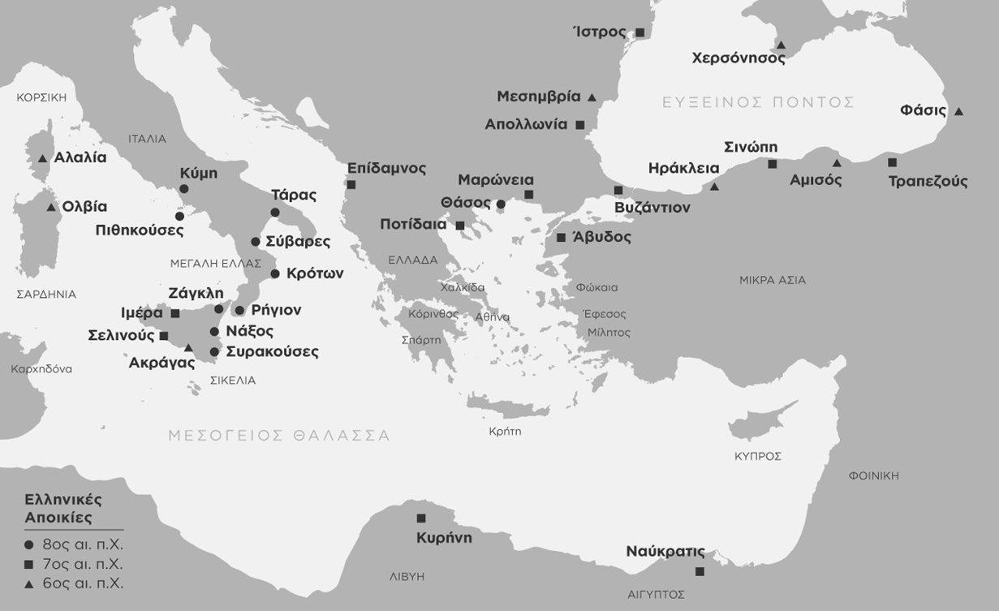 Ίστρος
Χερσόνησος
Μεσημβρία
ΕΥΞΕΙΝΟΣ ΠΟΝΤΟΣ
ΚΟΡΣΙΚΗ
Φάσις
Απολλωνία
ΙΤΑΛΙΑ
Σινώπη
Αλαλία
Επίδαμνος
Ηράκλεια
Κύμη
Μαρώνεια
Αμισός
Τραπεζούς
Τάρας
Θάσος
Ολβία
Βυζάντιον
Ποτίδαια
Πιθηκούσες
Άβυδος
Σύβαρες
ΜΕΓΑΛΗ ΕΛΛΑΣ
ΕΛΛΑΔΑ
Κρότων
ΜΙΚΡΑ ΑΣΙΑ
Χαλκίδα
Φώκαια
ΣΑΡΔΗΝΙΑ
Ζάγκλη
Ιμέρα
Ρήγιον
Κόρινθος
Αθήνα
Έφεσος
Σελινούς
Νάξος
Μίλητος
Σπάρτη
Συρακούσες
Ακράγας
Καρχηδόνα
ΣΙΚΕΛΙΑ
Κρήτη
ΜΕΣΟΓΕΙΟΣ ΘΑΛΑΣΣΑ
ΚΥΠΡΟΣ
ΦΟΙΝΙΚΗ
Ελληνικές
Αποικίες
8ος αι. π.Χ.
7ος αι. π.Χ.
6ος αι. π.Χ.
Κυρήνη
Ναύκρατις
ΛΙΒΥΗ
ΑΙΓΥΠΤΟΣ